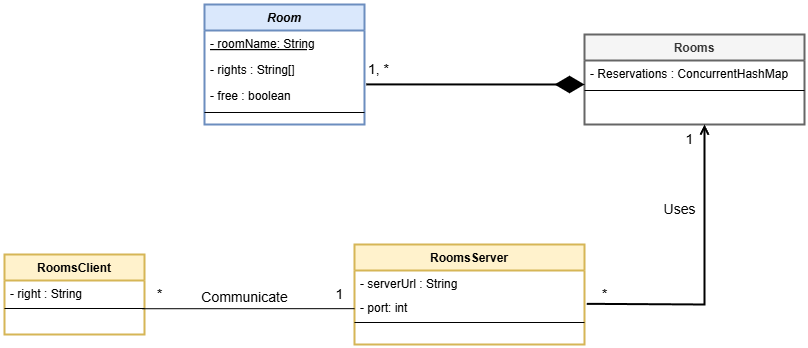 Room
- roomName: String
- rights : String[]
- free : boolean
1, *
Rooms
- Reservations : ConcurrentHashMap
1
Uses
RoomsClient
- right : String
*
Communicate
1
RoomsServer
- serverUrl : String
- port: int
*